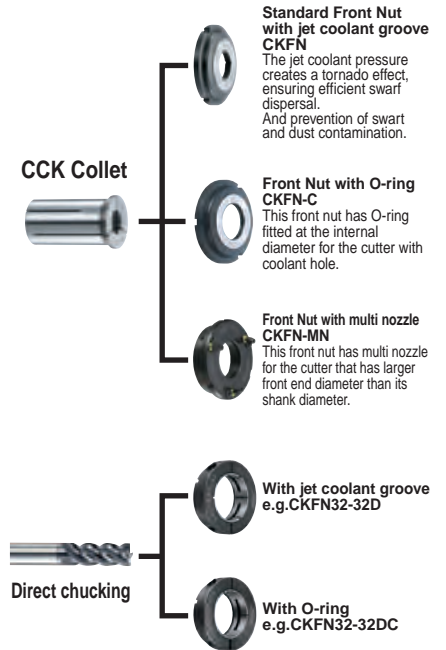 Standard Front Nut
with jet coolant groove
CKFN
The jet coolant pressure
creates a tornado effect,
ensuring efficient swarf
dispersal.
And prevention of swart
and dust contamination.
CCK Collet
Front Nut with O-ring
CKFN-C
This front nut has O-ring
fitted at the internal
diameter for the cutter with
coolant hole.
Front Nut with multi nozzle
CKFN-MN
This front nut has multi nozzle
for the cutter that has larger
front end diameter than its
shank diameter.
With jet coolant groove
e.g.CKFN32-32D
Direct chucking
With O-ring
e.g.CKFN32-32DC